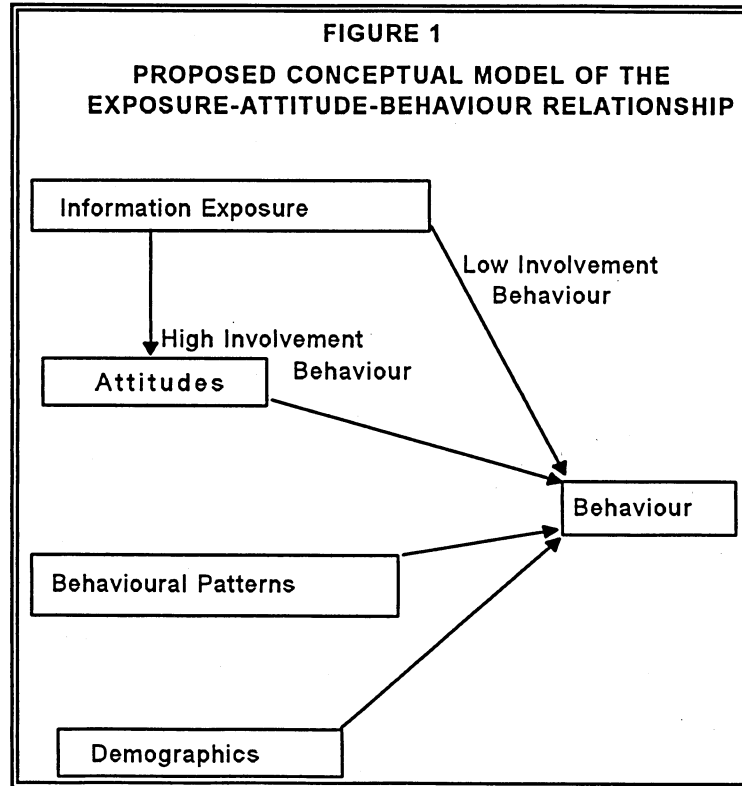 FIGURE 1
PROPOSED CONCEPTUAL MODEL OF THE
EXPOSURE-ATTITUDE-BEHAVIOUR RELATIONSHIP
Information Exposure
Low Involvement
Behaviour
High Involvement
Behaviour
Attitudes
Behaviour
Behavioural Patterns
Demographics